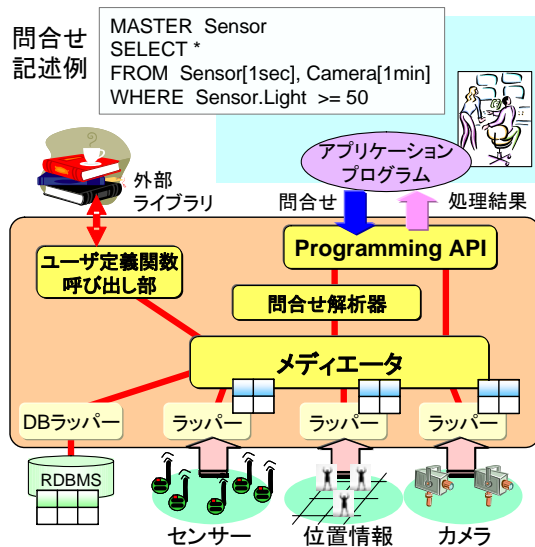 問合せ
記述例
MASTER Sensor
SELECT *
FROM Sensor[1sec], Camera[1min]
WHERE Sensor.Light >= 50
アプリケーション
プログラム
外部
ライブラリ
問合せ
処理結果
ユーザ定義関数
呼び出し部
Programming API
問合せ解析器
メディエータ
DBラッパー
ラッパー
ラッパー
ラッパー
RDBMS
センサー
位置情報
カメラ